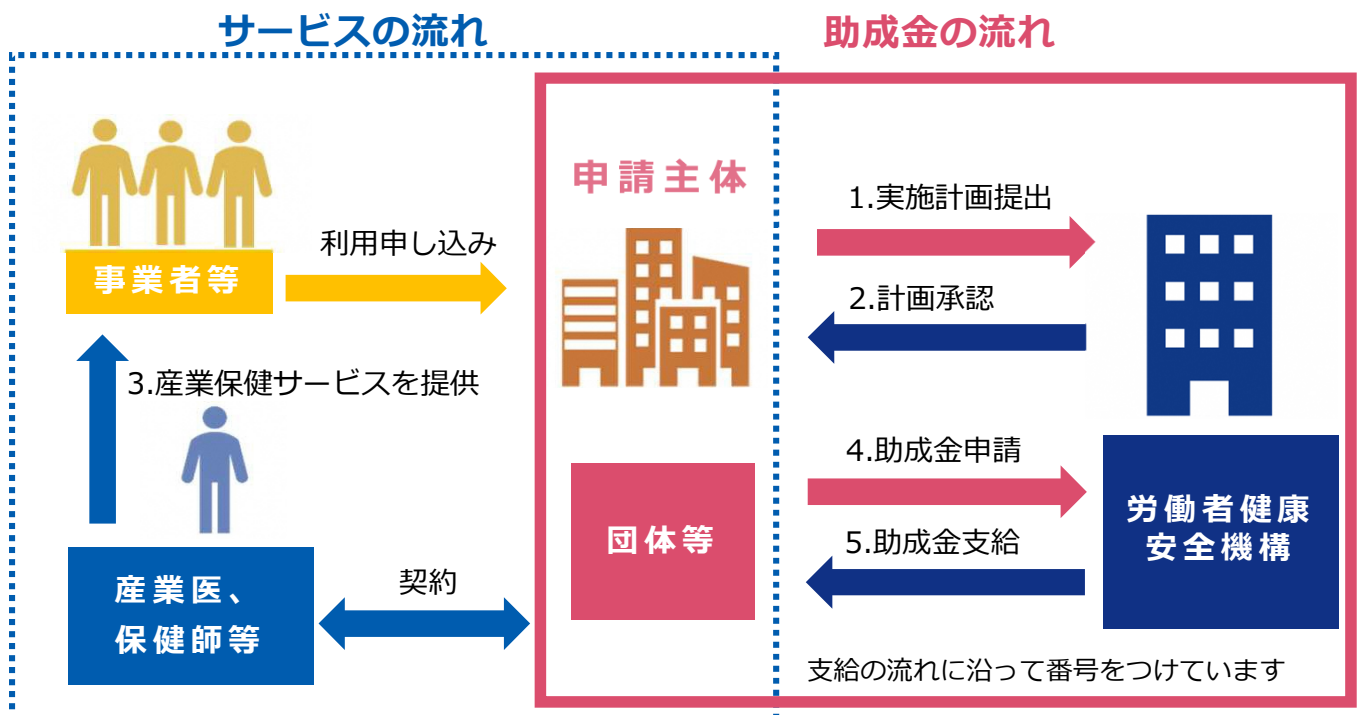 サービスの流れ
助成金の流れ
申請主体
1.実施計画提出
利用申し込み
事業者等
2.計画承認
3.産業保健サービスを提供
4.助成金申請
団体等
労働者健康
安全機構
5.助成金支給
契約
産業医、
保健師等
支給の流れに沿って番号をつけています